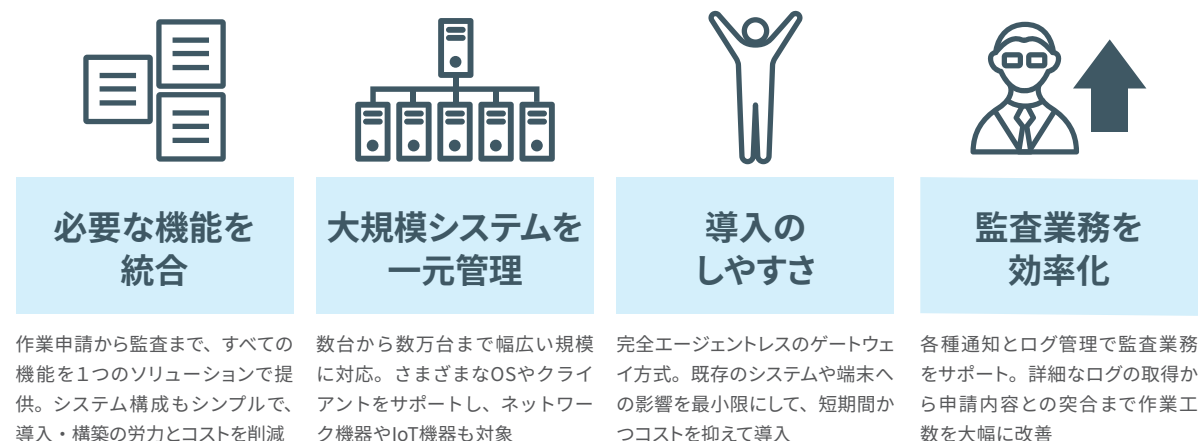 必要な機能を
統合
作業申請から監査まで、すべての
機能を１つのソリューションで提
供。システム構成もシンプルで、
導入・構築の労力とコストを削減
大規模システムを
一元管理
数台から数万台まで幅広い規模
に対応。さまざまなOSやクライ
アントをサポートし、ネットワー
ク機器やIoT機器も対象
導入の
しやすさ
完全エージェントレスのゲートウェ
イ方式。既存のシステムや端末へ
の影響を最小限にして、短期間か
つコストを抑えて導入
監査業務を
効率化
各種通知とログ管理で監査業務
をサポート。詳細なログの取得か
ら申請内容との突合まで作業工
数を大幅に改善